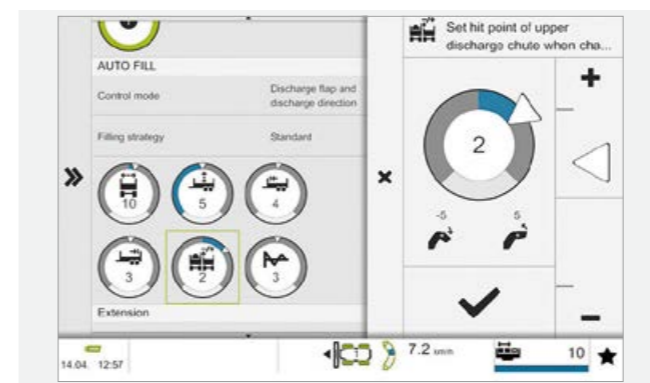 Set hit point of upper
discharge chute when cha...
AUTO FILL
Control mode
Discharge flap and
discharge direction
Filling strategy
Standard
10
5
4
3
2
3
Extension
2
-5
5
14.04. 12:57
1
7.2
10